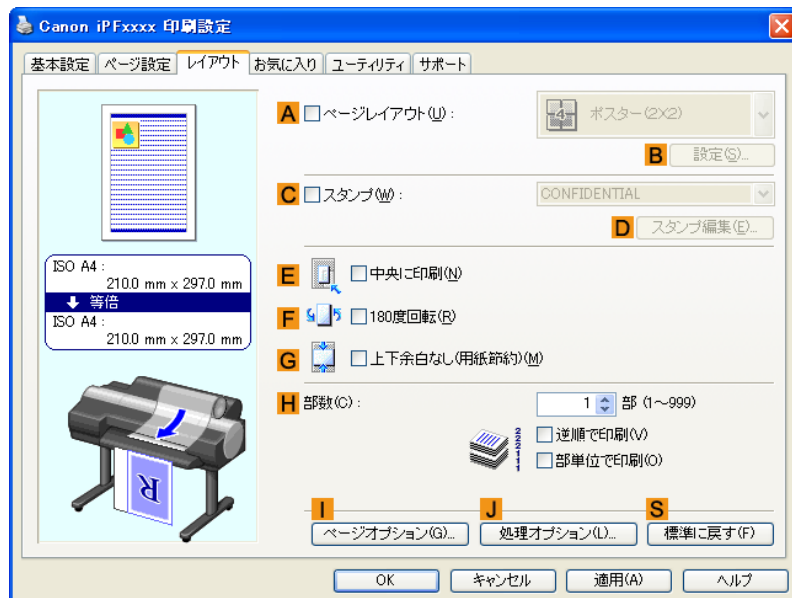 Canon iPFxxxx 印刷設定
基本設定 ページ設定 レイアウト お気に入り ユーティリティ サポート
A ページレイアウト(U) : 4 ポスター(2X2)
B 設定(S)...
C スタンプ(W) : CONFIDENTIAL
D スタンプ編集(E)...
ISO A4 :
210.0 mm x 297.0 mm
等倍
ISO A4 :
210.0 mm x 297.0 mm
E 中央に印刷(N)
F 180度回転(R)
G 上下余白なし(用紙節約)(M)
H 部数(C) : 1 部 (1～999)
222111
逆順で印刷(V)
部単位で印刷(O)
R
I J S
ページオプション(G)... 処理オプション(L)... 標準に戻す(F)
OK キャンセル 適用(A) ヘルプ